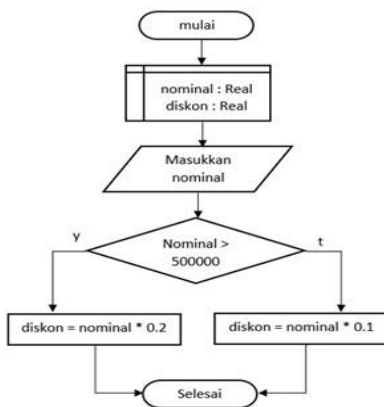 mulai
nominal : Real
diskon : Real
Masukkan
nominal
Nominal >
500000
y
t
diskon = nominal * 0.2
diskon = nominal * 0.1
Selesai